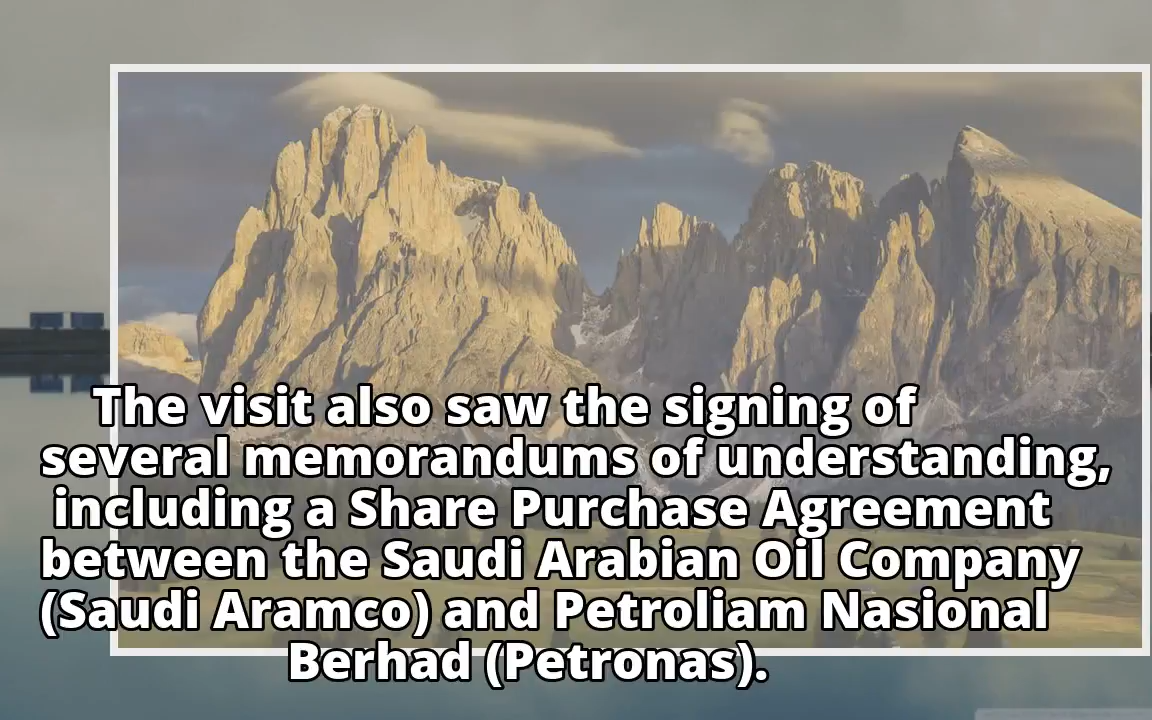 The visit also saw the signing of
several memorandums of understanding,
including a Share Purchase Agreement
between the Saudi Arabian Oil Company
(Saudi Aramco) and Petroliam Nasional
Berhad (Petronas).